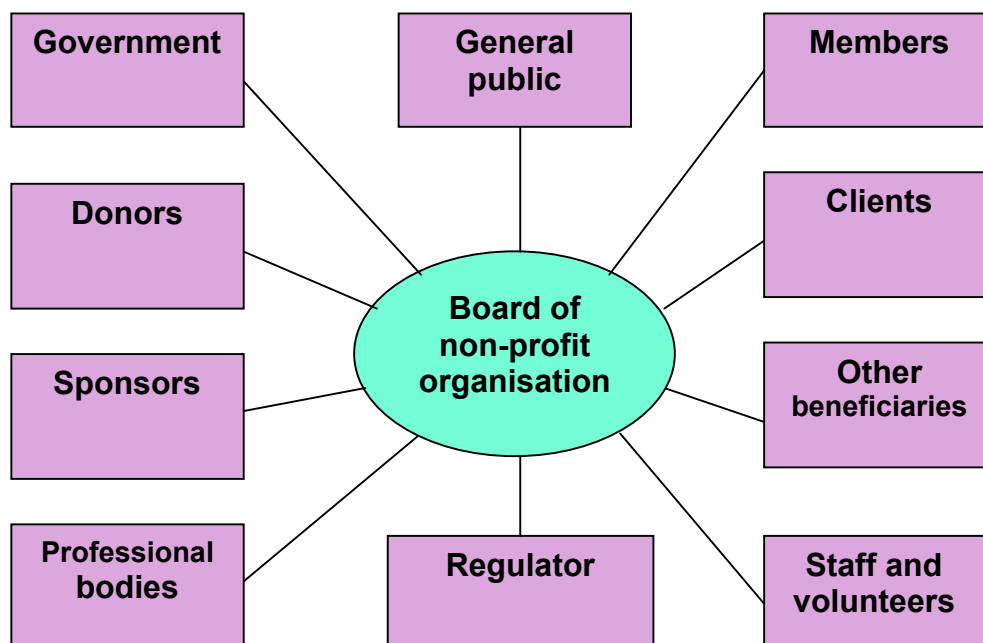 Government
General
public
Members
Donors
Clients
Board of
non-profit
organisation
Sponsors
Other
beneficiaries
Professional
bodies
Regulator
Staff and
volunteers